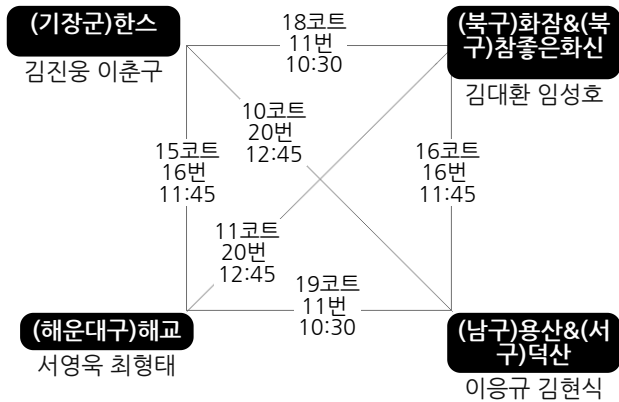 (기장군)한스
김진웅 이춘구
18코트
11번
10:30
(북구)화잠&(북
구)참좋은화신
김대환 임성호
10코트
20번
12:45
15코트
16번
11:45
16코트
16번
11:45
11코트
20번
12:45
19코트
11번
10:30
(해운대구)해교
서영욱 최형태
(남구)용산&(서
구)덕산
이응규 김현식